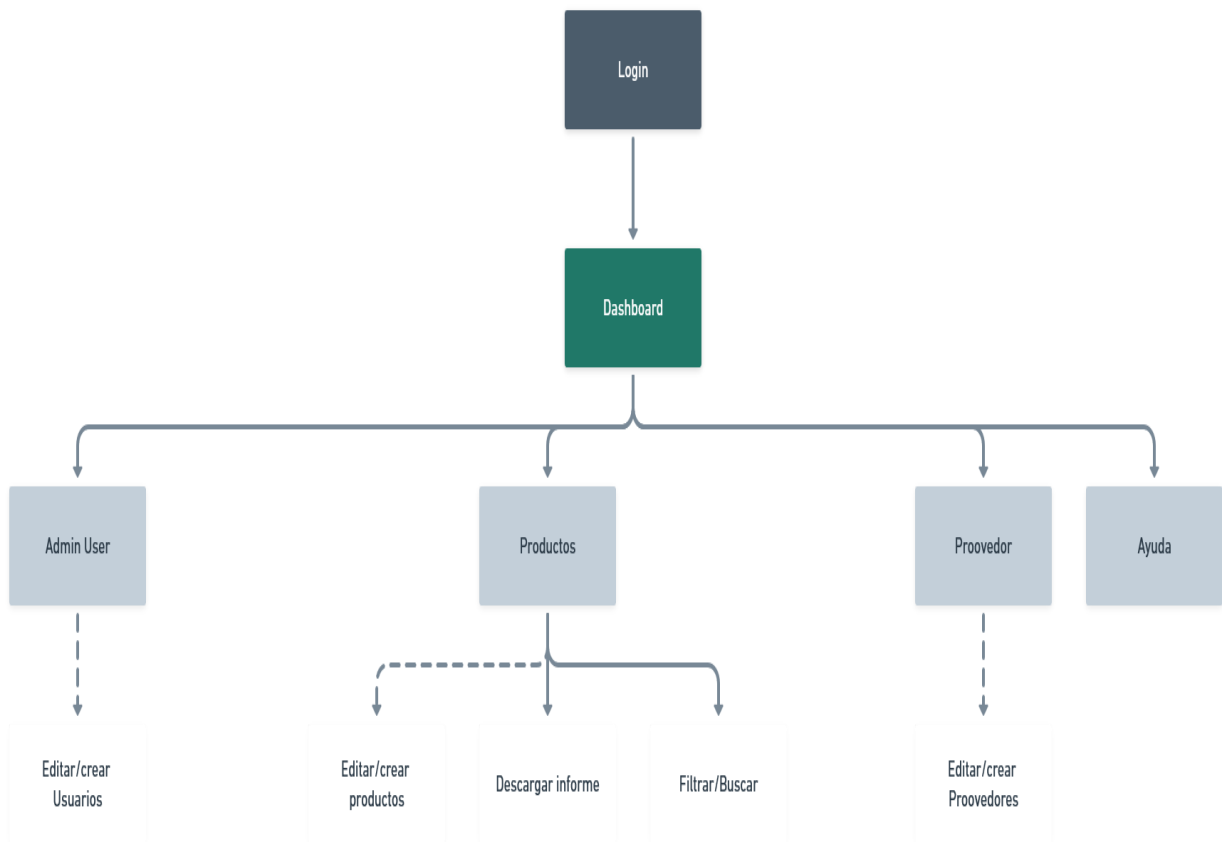 Login
Dashboard
Admin User
Productos
Proovedor
Ayuda
Editar/crear
Usuarios
Editar/crear
productos
Descargar informe
Filtrar/Buscar
Editar/crear
Proovedores